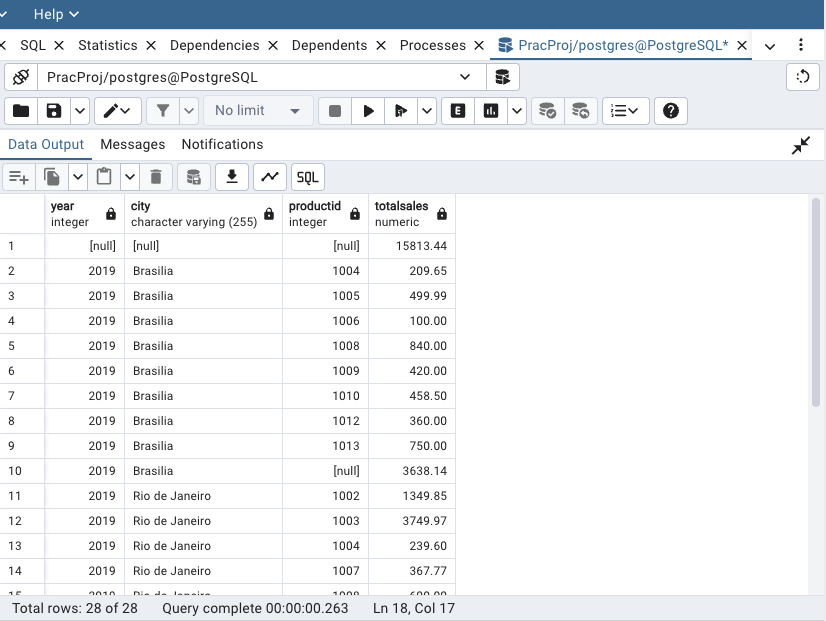 Help
SQL Statistics Dependencies Dependents Processes PracProj/postgres@PostgreSQL*
PracProj/postgres@PostgreSQL
No limit E
Data Output Messages Notifications
SQL
year city productid totalsales
integer character varying (255) integer numeric
1 [null] [null] [null] 15813.44
2 2019 Brasilia 1004 209.65
3 2019 Brasilia 1005 499.99
4 2019 Brasilia 1006 100.00
5 2019 Brasilia 1008 840.00
6 2019 Brasilia 1009 420.00
7 2019 Brasilia 1010 458.50
8 2019 Brasilia 1012 360.00
9 2019 Brasilia 1013 750.00
10 2019 Brasilia [null] 3638.14
11 2019 Rio de Janeiro 1002 1349.85
12 2019 Rio de Janeiro 1003 3749.97
13 2019 Rio de Janeiro 1004 239.60
14 2019 Rio de Janeiro 1007 367.77
15 2019 Rio de Janeiro 1008
Total rows: 28 of 28 Query complete 00:00:00.263 Ln 18, Col 17